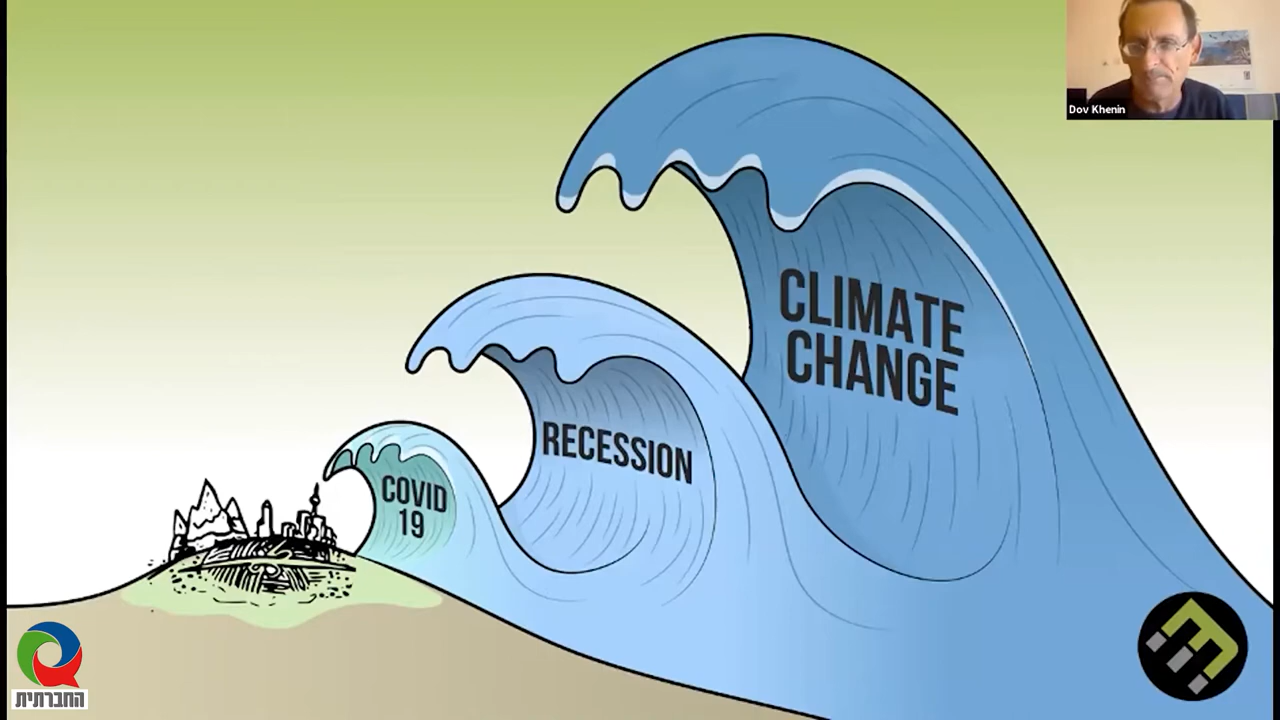 Dov Khenin
CLIMATE
CHANGE
RECESSION
COVID
19
החברתית